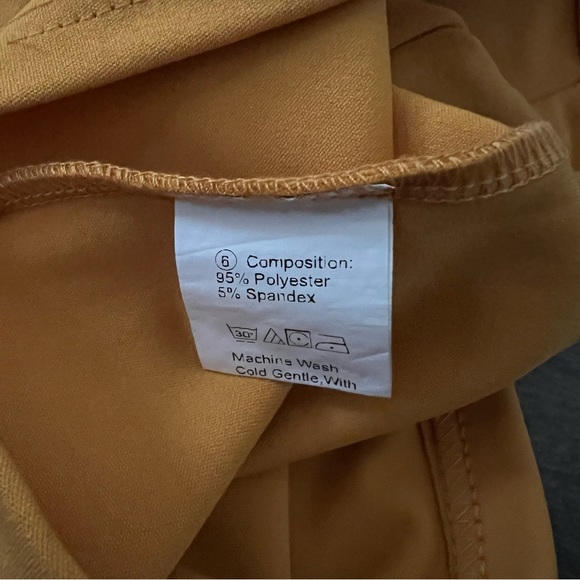 6 Composition:
95% Polyester
5% Spandex
30°
Machine Wash
Cold Gentle,With